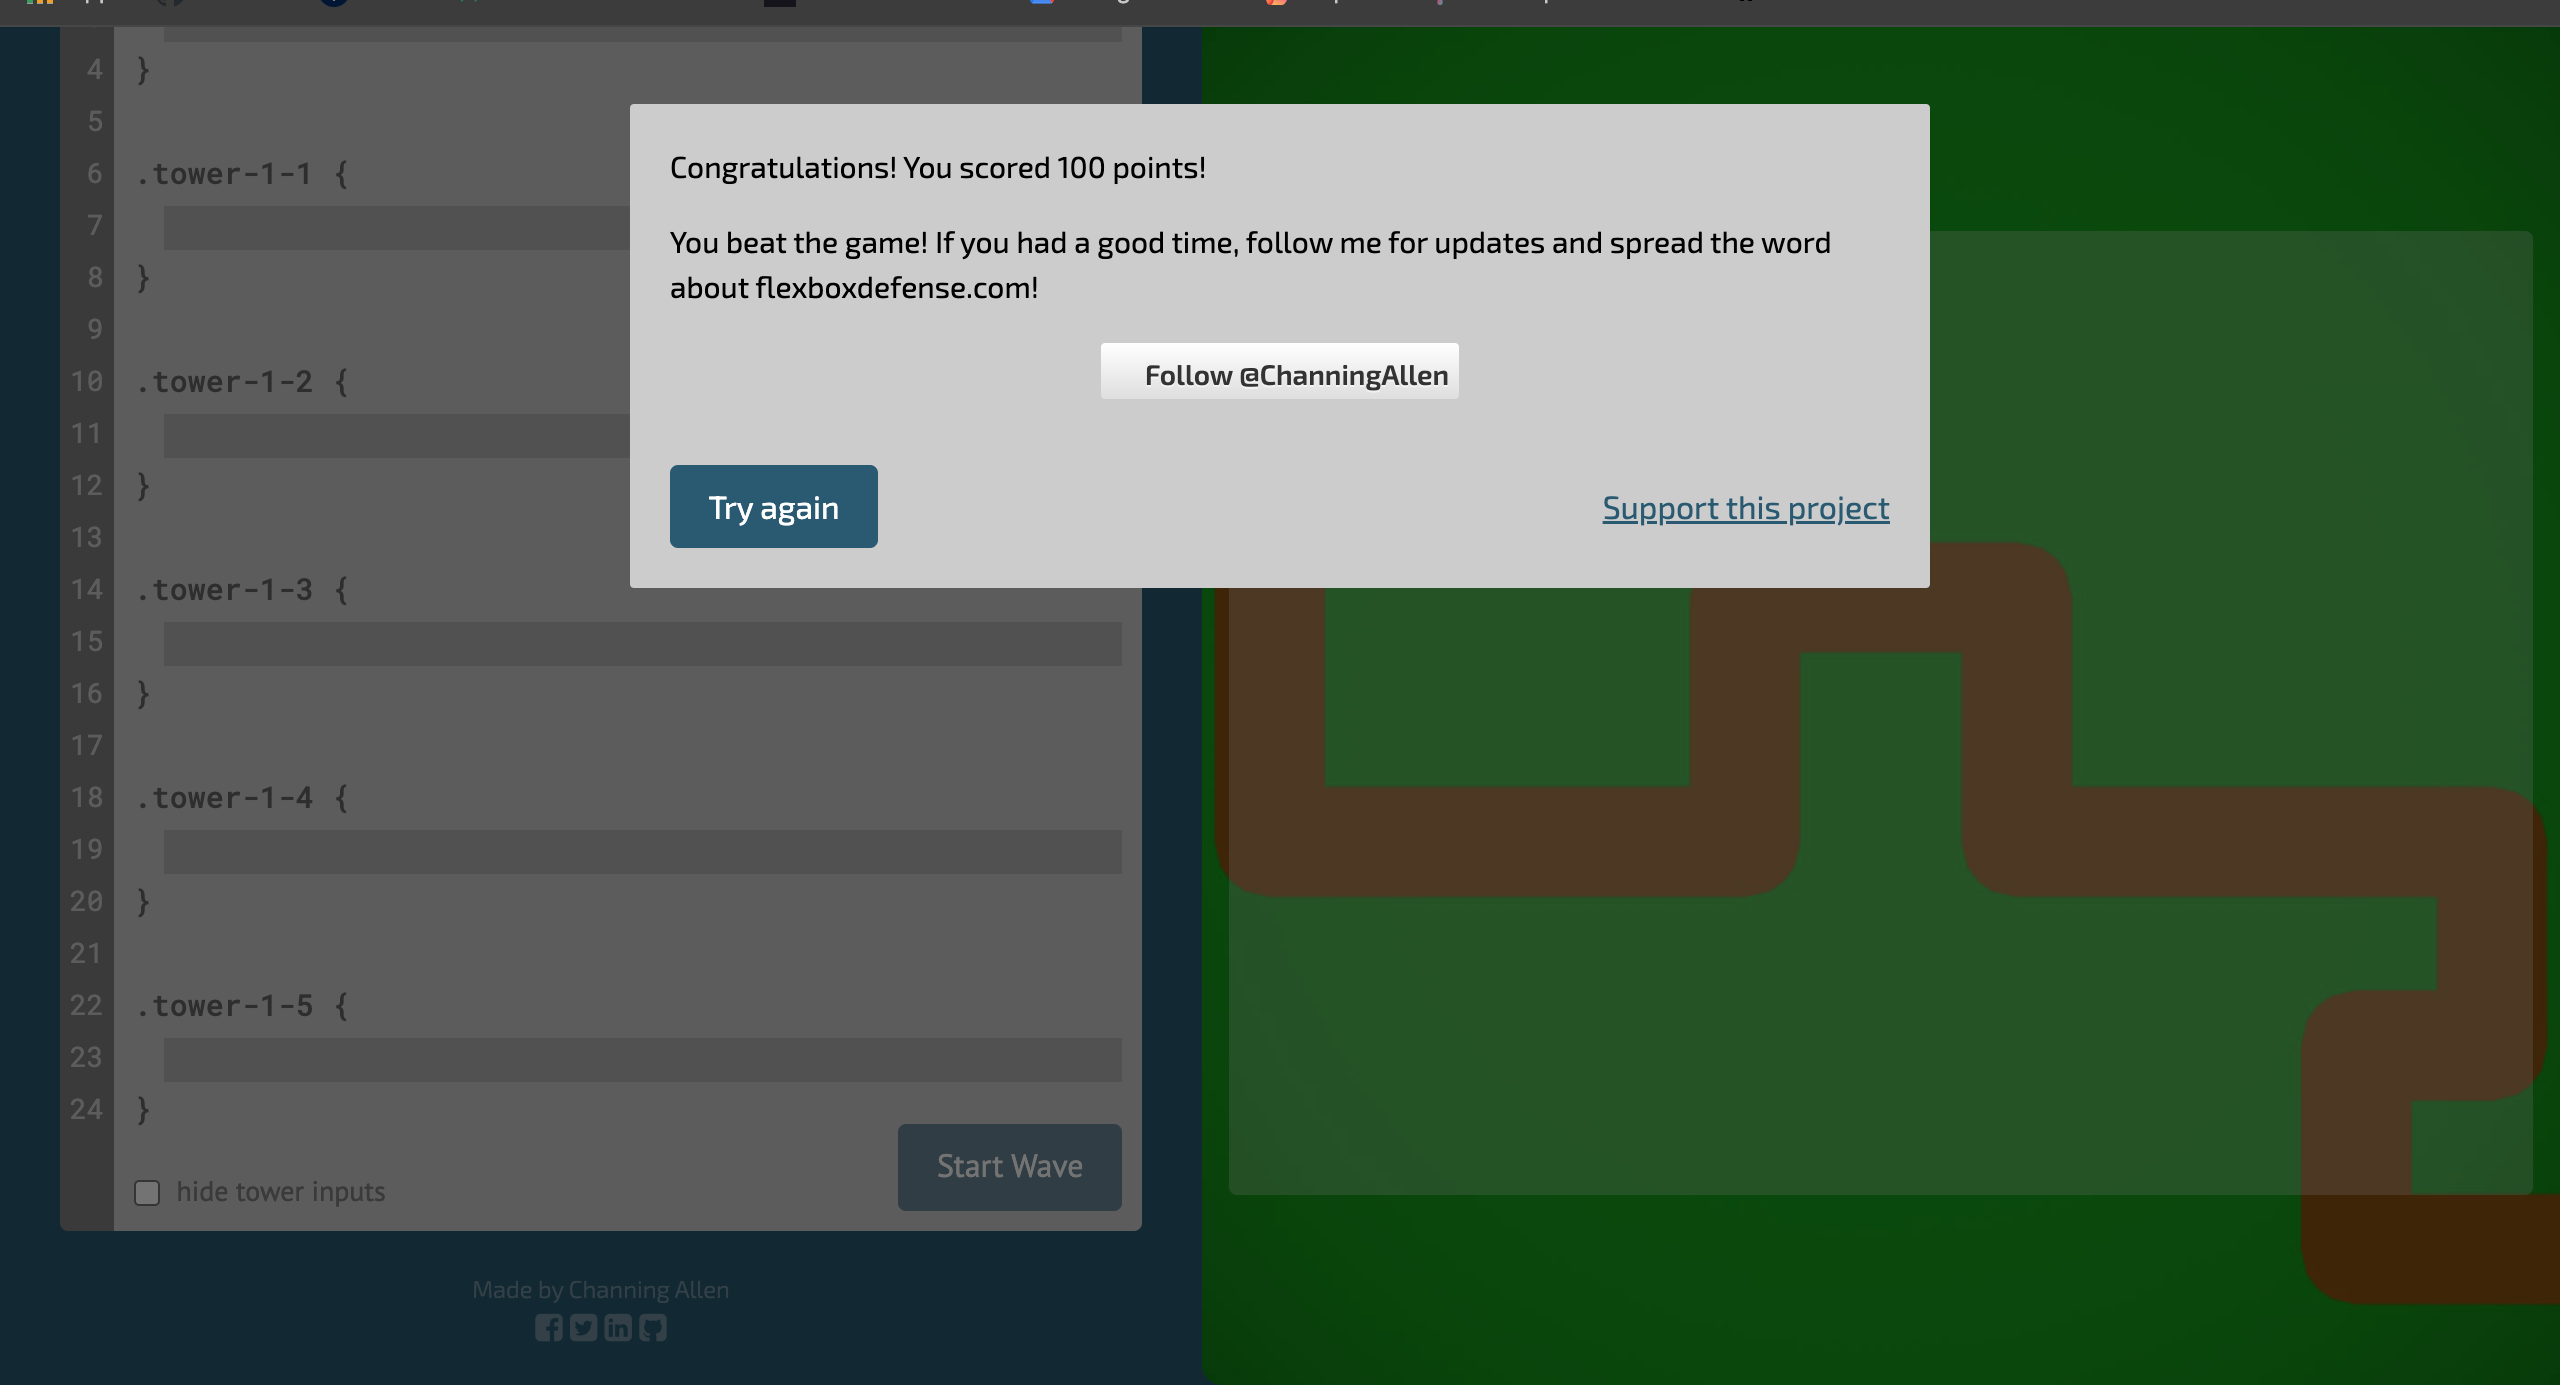 4 }
5
6 .tower-1-1 {
7
8 }
9
10 .tower-1-2 {
11
12 }
13
14 .tower-1-3 {
15
16 }
17
18 .tower-1-4 {
19
20 }
21
22 .tower-1-5 {
23
24 }
hide tower inputs
Start Wave
Made by Channing Allen
Congratulations! You scored 100 points!
You beat the game! If you had a good time, follow me for updates and spread the word
about flexboxdefense.com!
Follow @ChanningAllen
Try again
Support this project